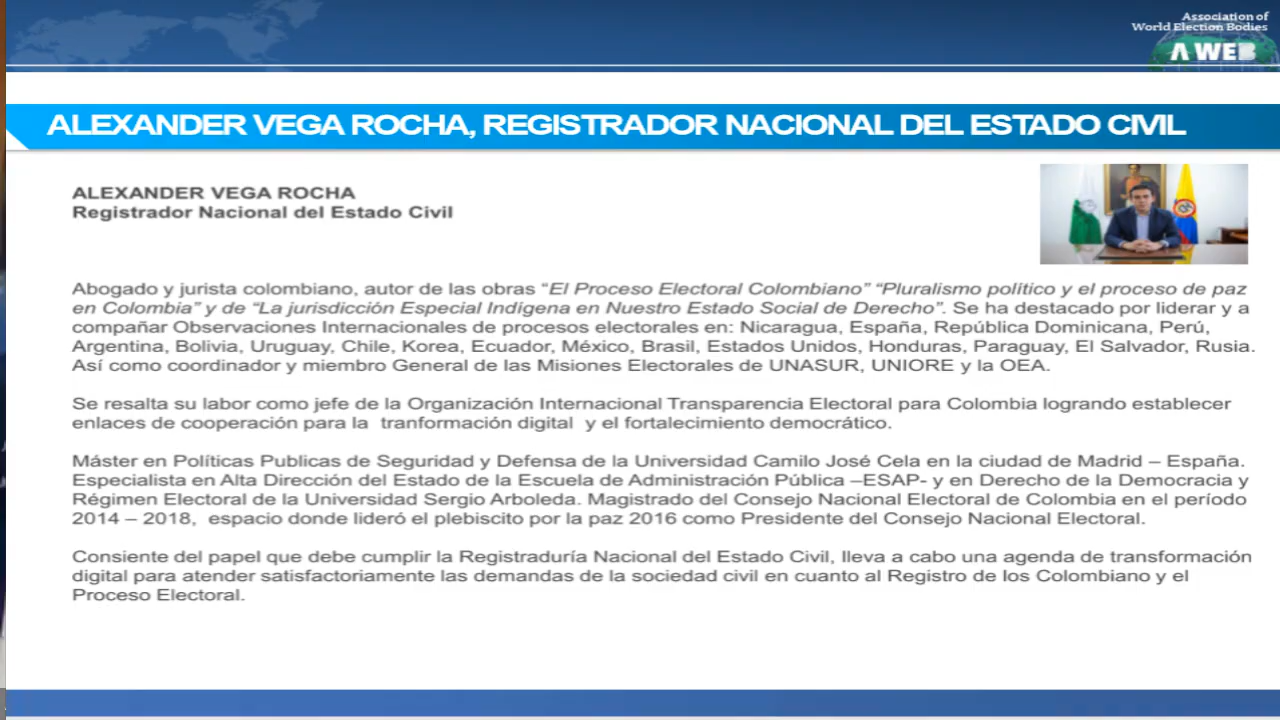 Association of
World Election Bodies
A WEB
ALEXANDER VEGA ROCHA, REGISTRADOR NACIONAL DEL ESTADO CIVIL
ALEXANDER VEGA ROCHA
Registrador Nacional del Estado Civil
Abogado y jurista colombiano, autor de las obras “El Proceso Electoral Colombiano” “Pluralismo político y el proceso de paz
en Colombia” y de “La jurisdicción Especial Indígena en Nuestro Estado Social de Derecho”. Se ha destacado por liderar y a
compañar Observaciones Internacionales de procesos electorales en: Nicaragua, España, República Dominicana, Perú,
Argentina, Bolivia, Uruguay, Chile, Korea, Ecuador, México, Brasil, Estados Unidos, Honduras, Paraguay, El Salvador, Rusia.
Así como coordinador y miembro General de las Misiones Electorales de UNASUR, UNIORE y la OEA.
Se resalta su labor como jefe de la Organización Internacional Transparencia Electoral para Colombia logrando establecer
enlaces de cooperación para la tranformación digital y el fortalecimiento democrático.
Máster en Políticas Publicas de Seguridad y Defensa de la Universidad Camilo José Cela en la ciudad de Madrid – España.
Especialista en Alta Dirección del Estado de la Escuela de Administración Pública –ESAP- y en Derecho de la Democracia y
Régimen Electoral de la Universidad Sergio Arboleda. Magistrado del Consejo Nacional Electoral de Colombia en el período
2014 – 2018, espacio donde lideró el plebiscito por la paz 2016 como Presidente del Consejo Nacional Electoral.
Consiente del papel que debe cumplir la Registraduría Nacional del Estado Civil, lleva a cabo una agenda de transformación
digital para atender satisfactoriamente las demandas de la sociedad civil en cuanto al Registro de los Colombiano y el
Proceso Electoral.